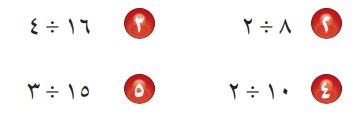 ٢ ٨ ÷ ٢
٣ ١٦ ÷ ٤
٤ ١٠ ÷ ٢
٥ ١٥ ÷ ٣